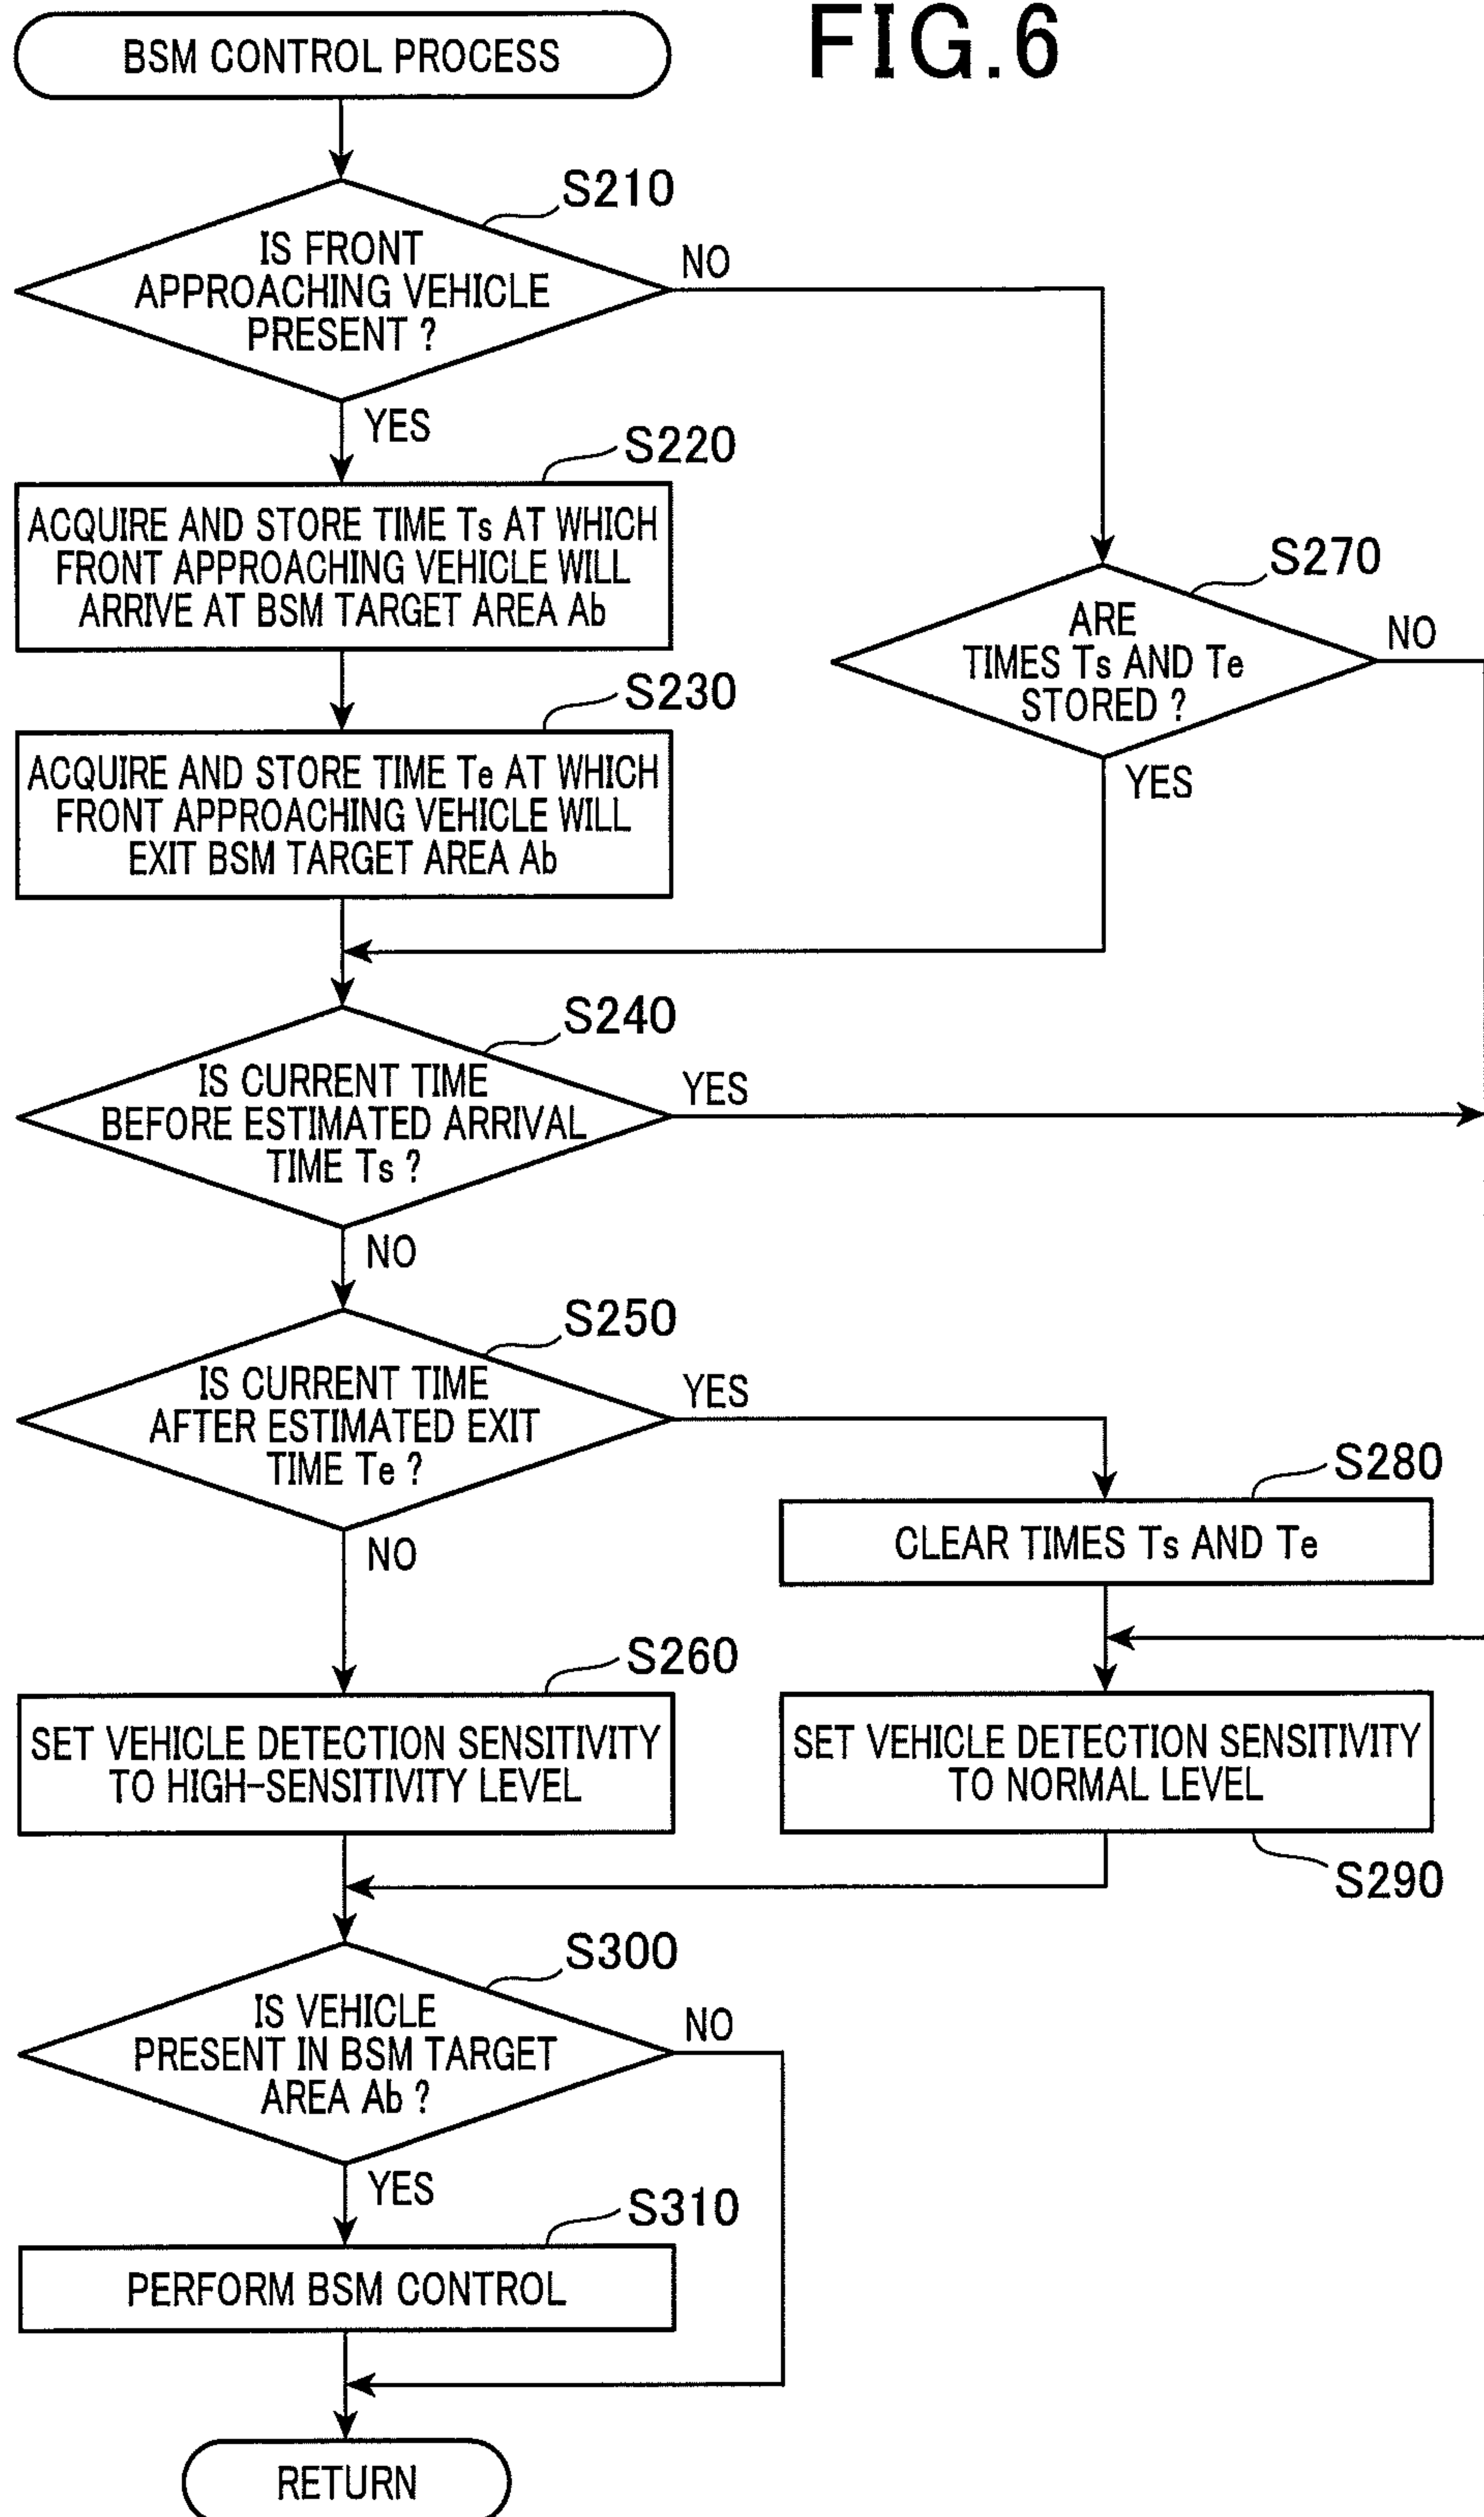 FIG.6
BSM CONTROL PROCESS
S210
IS FRONT
APPROACHING VEHICLE
PRESENT ?
NO
YES
S220
ACQUIRE AND STORE TIME Ts AT WHICH
FRONT APPROACHING VEHICLE WILL
ARRIVE AT BSM TARGET AREA Ab
S270
ARE
TIMES Ts AND Te
STORED ?
NO
YES
S230
ACQUIRE AND STORE TIME Te AT WHICH
FRONT APPROACHING VEHICLE WILL
EXIT BSM TARGET AREA Ab
S240
IS CURRENT TIME
BEFORE ESTIMATED ARRIVAL
TIME Ts ?
YES
NO
S250
IS CURRENT TIME
AFTER ESTIMATED EXIT
TIME Te ?
YES
NO
S280
CLEAR TIMES Ts AND Te
S260
SET VEHICLE DETECTION SENSITIVITY
TO HIGH-SENSITIVITY LEVEL
SET VEHICLE DETECTION SENSITIVITY
TO NORMAL LEVEL
S290
S300
IS VEHICLE
PRESENT IN BSM TARGET
AREA Ab ?
NO
YES
S310
PERFORM BSM CONTROL
RETURN